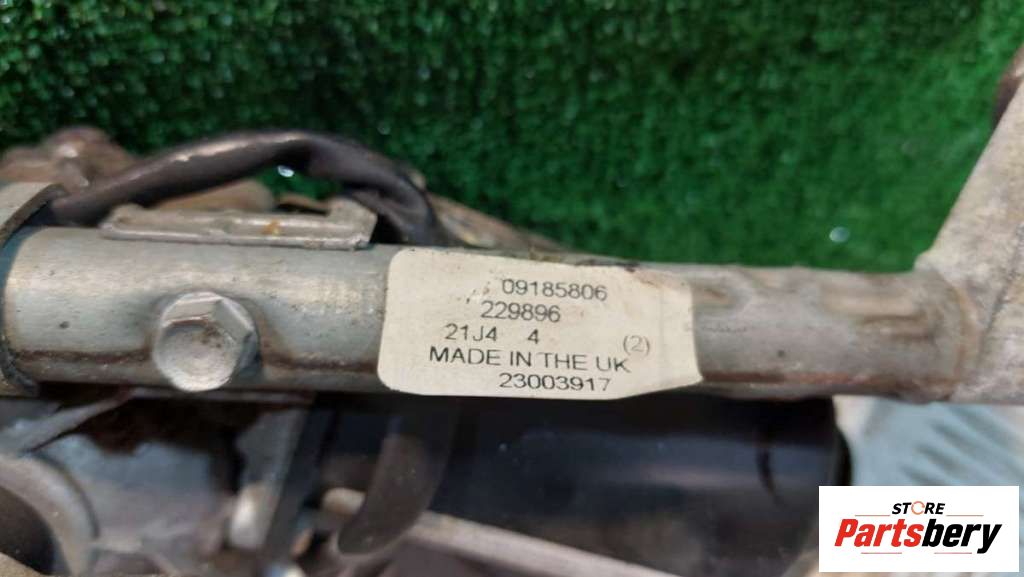 09185806
229896
21J4 4 (2)
MADE IN THE UK
23003917
STORE
Partsbery